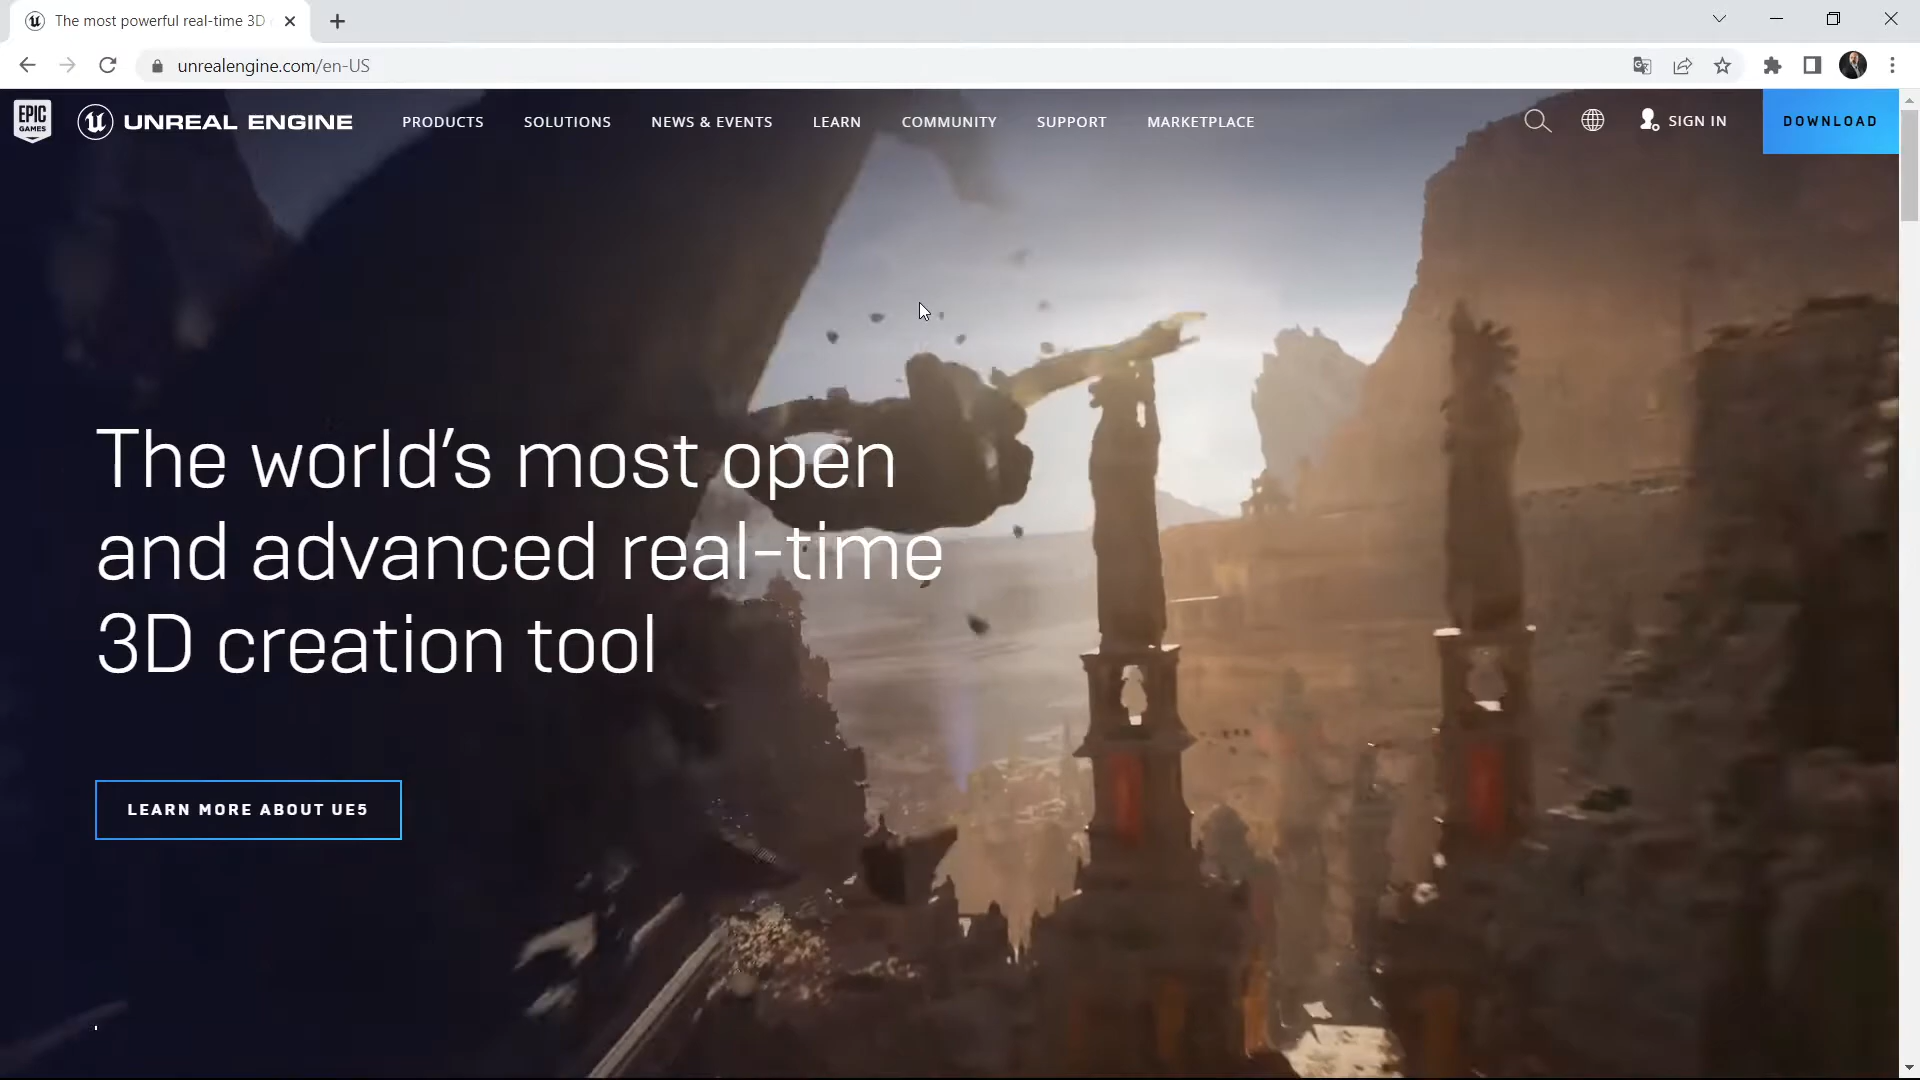 The most powerful real-time 3D
unrealengine.com/en-US
EPIC
GAMES
UNREAL ENGINE
PRODUCTS
SOLUTIONS
NEWS & EVENTS
LEARN
COMMUNITY
SUPPORT
MARKETPLACE
SIGN IN
DOWNLOAD
The world's most open
and advanced real-time
3D creation tool
LEARN MORE ABOUT UE5